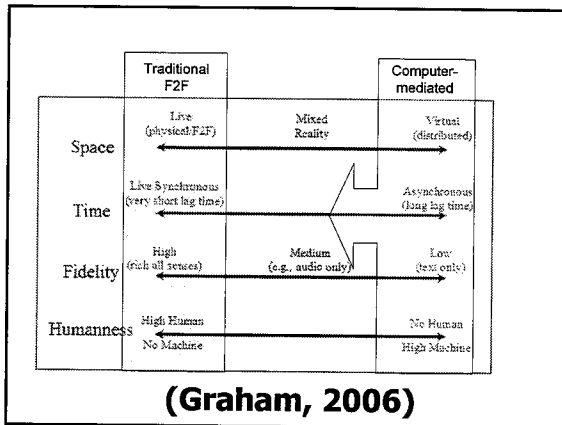 Traditional
F2F
Computer-
mediated
Live
(physical/F2F)
Mixed
Reality
Virtual
(distributed)
Space
Live Synchronous
(very short lag time)
Asynchronous
(long lag time)
Time
High
(rich all senses)
Medium
(e.g., audio only)
Low
(text only)
Fidelity
High Human
No Machine
No Human
High Machine
Humanness
(Graham, 2006)